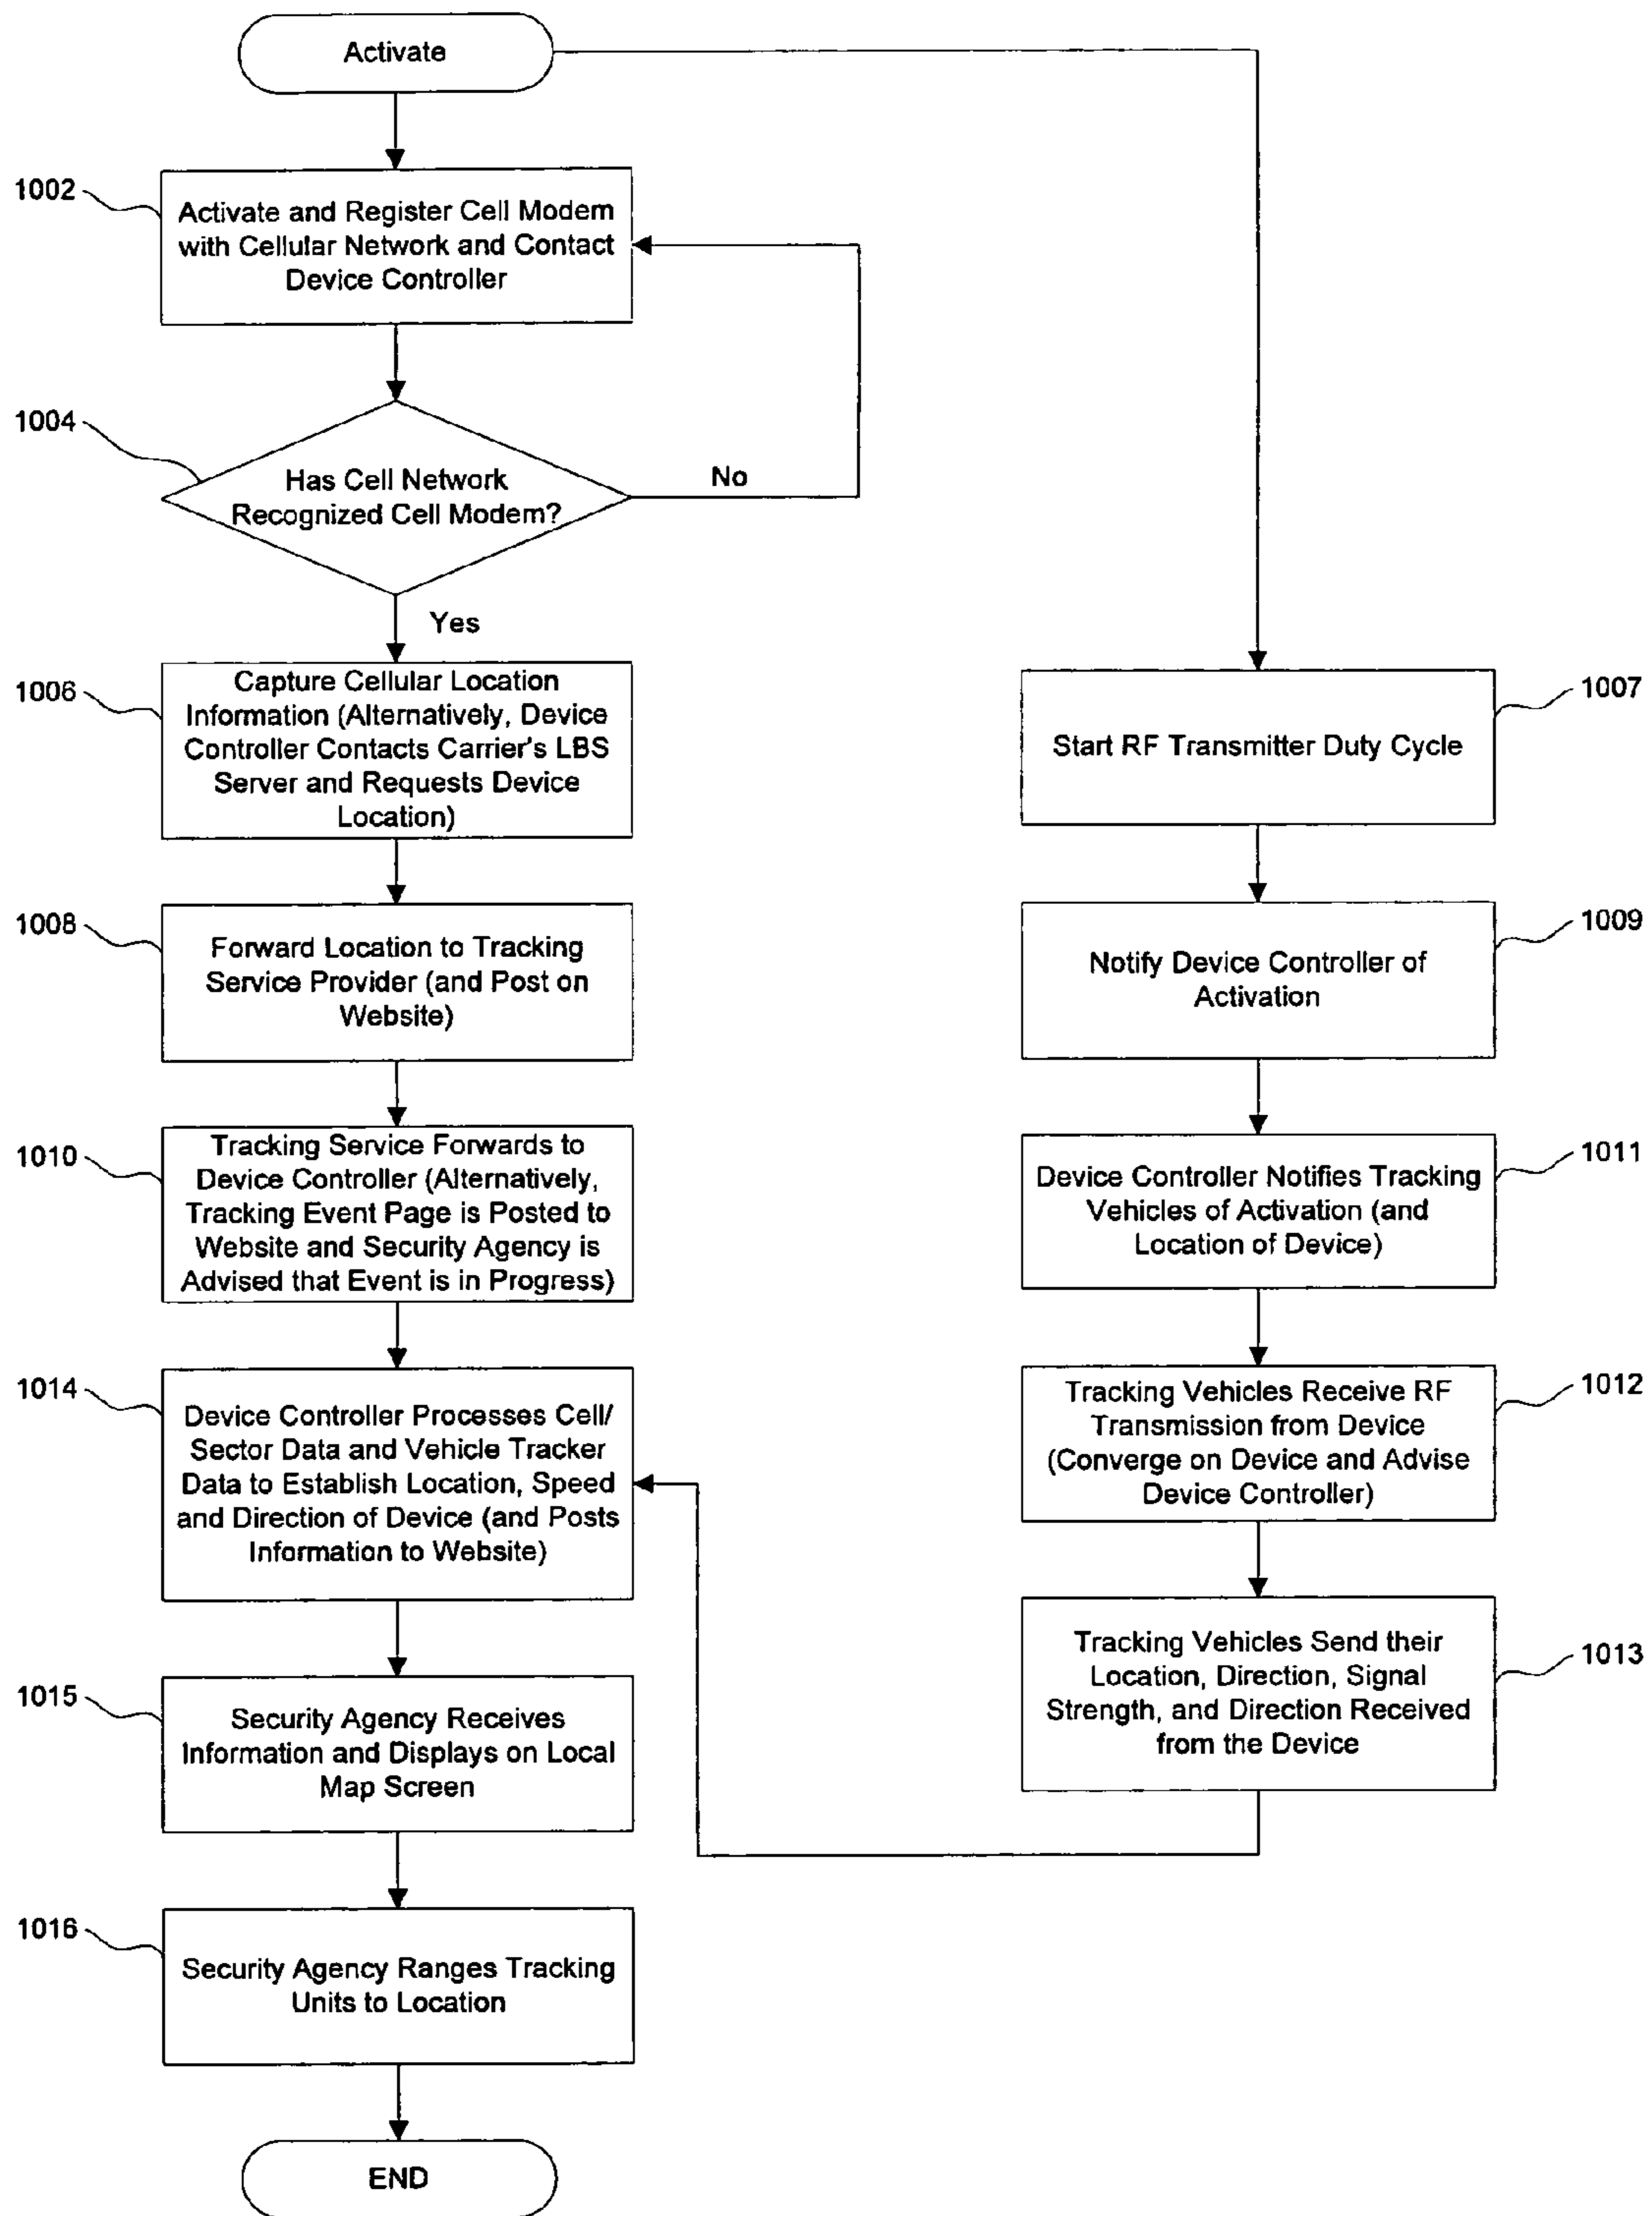 Activate
1002
Activate and Register Cell Modem
with Cellular Network and Contact
Device Controller
1004
Has Cell Network
Recognized Cell Modem?
No
Yes
1006
Capture Cellular Location
Information (Alternatively, Device
Controller Contacts Carrier's LBS
Server and Requests Device
Location)
1008
Forward Location to Tracking
Service Provider (and Post on
Website)
1010
Tracking Service Forwards to
Device Controller (Alternatively,
Tracking Event Page is Posted to
Website and Security Agency is
Advised that Event is in Progress)
1014
Device Controller Processes Cell/
Sector Data and Vehicle Tracker
Data to Establish Location, Speed
and Direction of Device (and Posts
Information to Website)
1015
Security Agency Receives
Information and Displays on Local
Map Screen
1016
Security Agency Ranges Tracking
Units to Location
END
1007
Start RF Transmitter Duty Cycle
1009
Notify Device Controller of
Activation
1011
Device Controller Notifies Tracking
Vehicles of Activation (and
Location of Device)
1012
Tracking Vehicles Receive RF
Transmission from Device
(Converge on Device and Advise
Device Controller)
1013
Tracking Vehicles Send their
Location, Direction, Signal
Strength, and Direction Received
from the Device